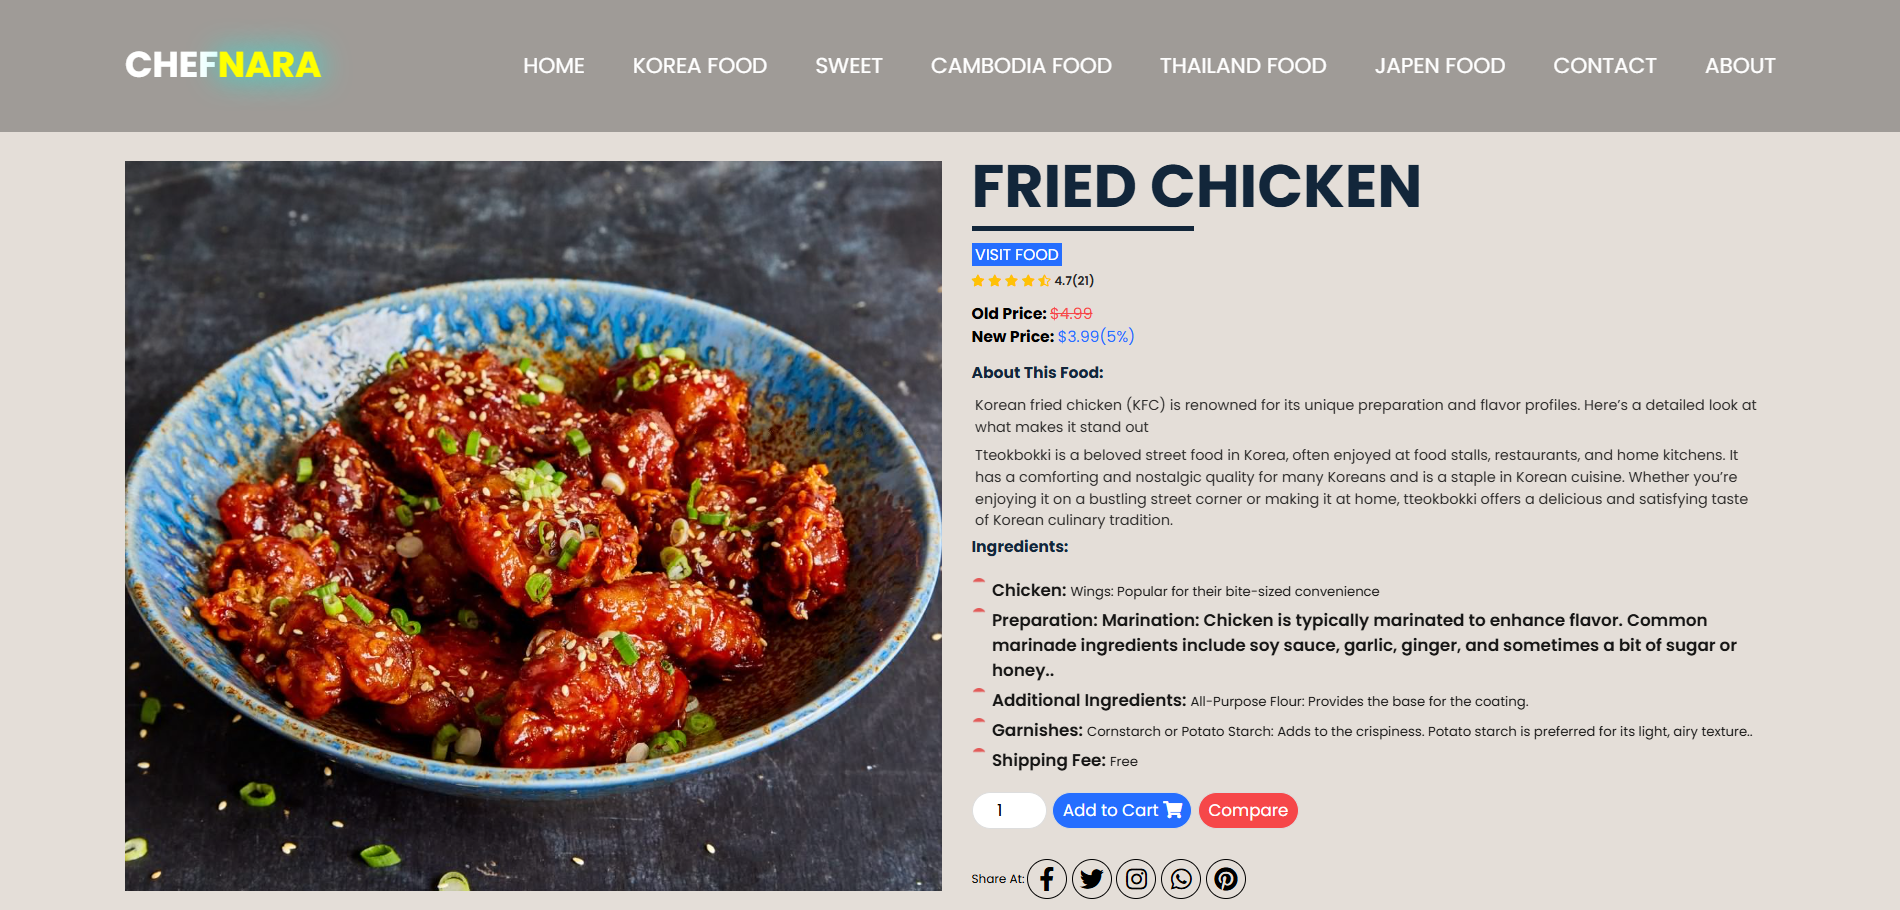 CHEFNARA
HOME KOREA FOOD SWEET CAMBODIA FOOD THAILAND FOOD JAPEN FOOD CONTACT ABOUT
FRIED CHICKEN
VISIT FOOD
4.7(21)
Old Price: $4.99
New Price: $3.99(5%)
About This Food:
Korean fried chicken (KFC) is renowned for its unique preparation and flavor profiles. Here’s a detailed look at
what makes it stand out
Tteokbokki is a beloved street food in Korea, often enjoyed at food stalls, restaurants, and home kitchens. It
has a comforting and nostalgic quality for many Koreans and is a staple in Korean cuisine. Whether you’re
enjoying it on a bustling street corner or making it at home, tteokbokki offers a delicious and satisfying taste
of Korean culinary tradition.
Ingredients:
Chicken: Wings: Popular for their bite-sized convenience
Preparation: Marination: Chicken is typically marinated to enhance flavor. Common
marinade ingredients include soy sauce, garlic, ginger, and sometimes a bit of sugar or
honey..
Additional Ingredients: All-Purpose Flour: Provides the base for the coating.
Garnishes: Cornstarch or Potato Starch: Adds to the crispiness. Potato starch is preferred for its light, airy texture..
Shipping Fee: Free
1 Add to Cart Compare
Share At: